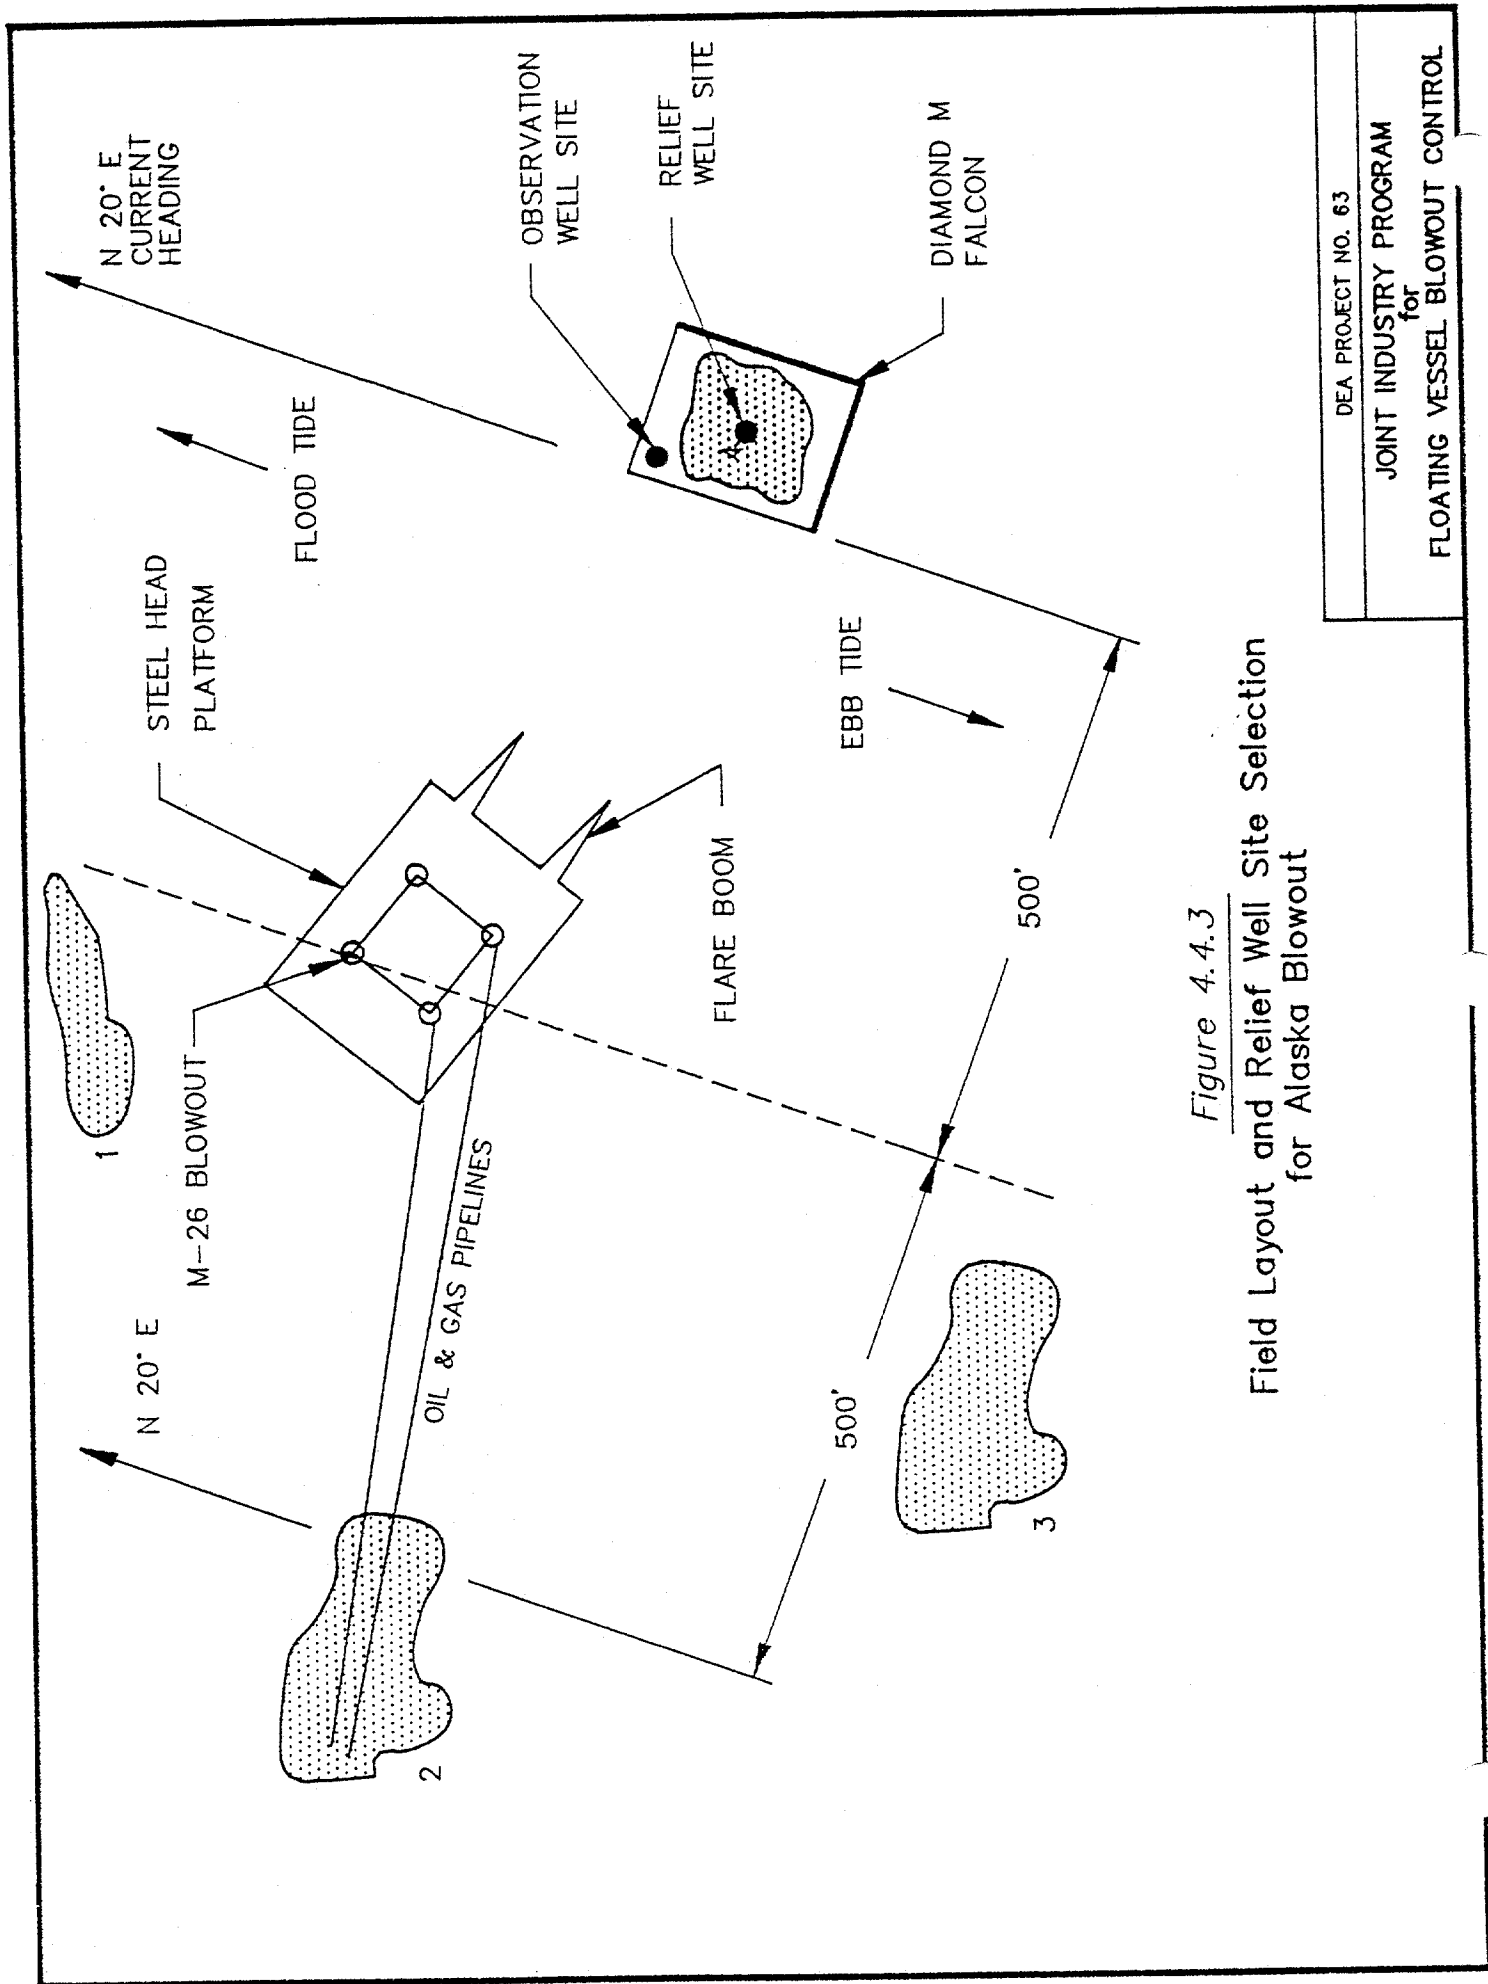 N 20° E
CURRENT
HEADING
FLOOD TIDE
OBSERVATION
WELL SITE
RELIEF
WELL SITE
DIAMOND M
FALCON
STEEL HEAD
PLATFORM
EBB TIDE
FLARE BOOM
1
M-26 BLOWOUT
N 20° E
OIL & GAS PIPELINES
2
3
500'
500'
A
Figure 4.4.3
Field Layout and Relief Well Site Selection
for Alaska Blowout
DEA PROJECT NO. 63
JOINT INDUSTRY PROGRAM
for
FLOATING VESSEL BLOWOUT CONTROL